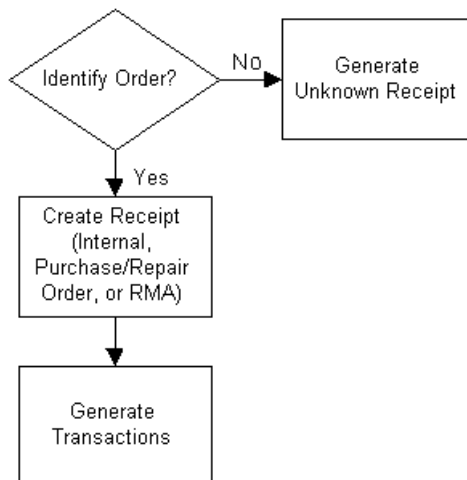 Identify Order?
No
Generate
Unknown Receipt
Yes
Create Receipt
(Internal,
Purchase/Repair
Order, or RMA)
Generate
Transactions